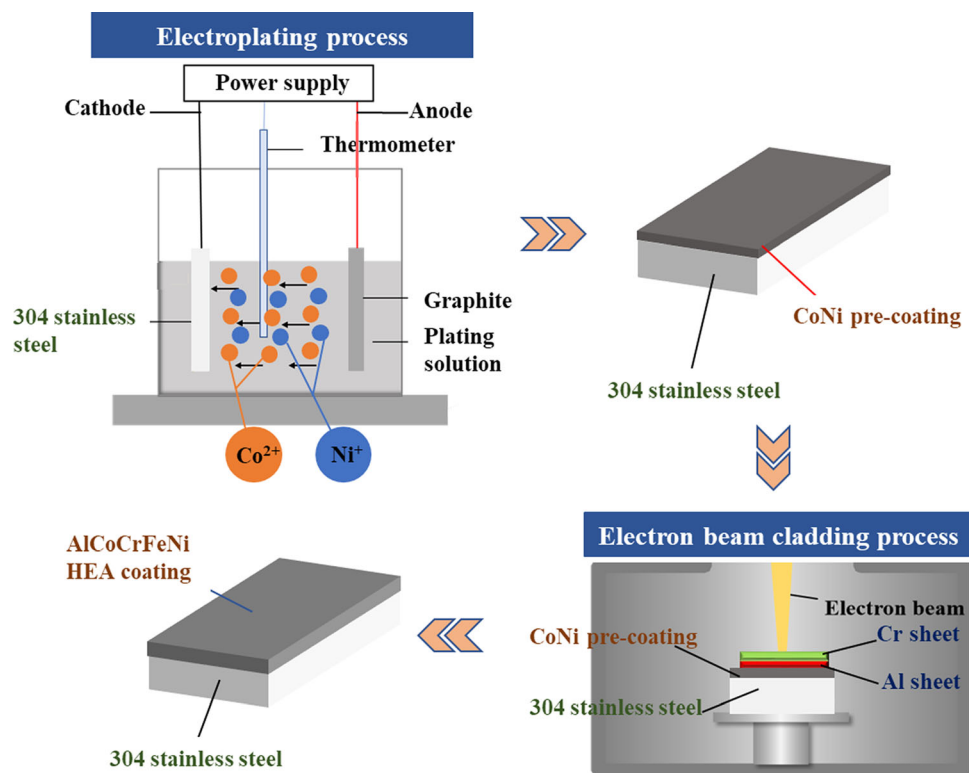 Electroplating process
Power supply
Cathode
Anode
Thermometer
304 stainless
steel
Graphite
Plating
solution
Co²⁺
Ni⁺
CoNi pre-coating
304 stainless steel
Electron beam cladding process
Electron beam
CoNi pre-coating
Cr sheet
Al sheet
304 stainless steel
AlCoCrFeNi
HEA coating
304 stainless steel